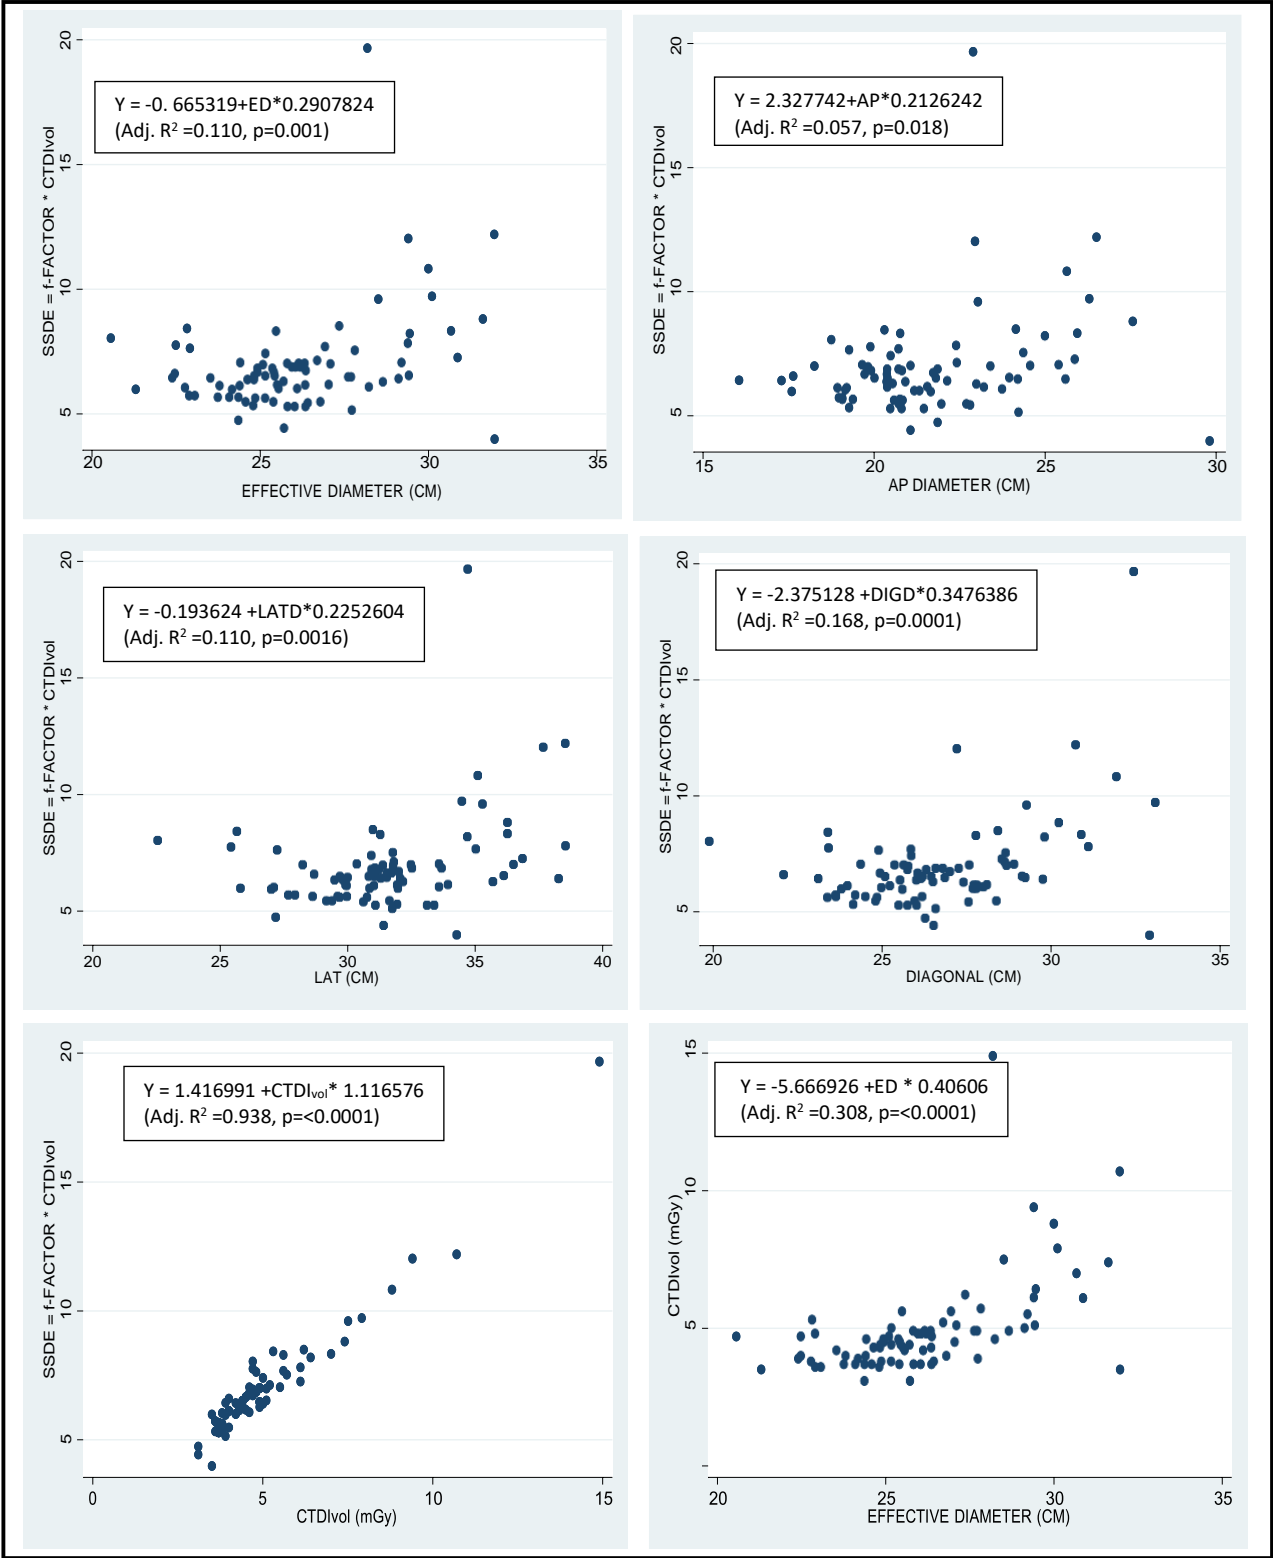 20
15
10
5
SSDE = f-FACTOR * CTDIvol
Y = -0. 665319+ED*0.2907824
(Adj. R² =0.110, p=0.001)
20 25 30 35
EFFECTIVE DIAMETER (CM)
20
15
10
5
SSDE = f-FACTOR * CTDIvol
Y = 2.327742+AP*0.2126242
(Adj. R² =0.057, p=0.018)
15 20 25 30
AP DIAMETER (CM)
20
15
10
5
SSDE = f-FACTOR * CTDIvol
Y = -0.193624 +LATD*0.2252604
(Adj. R² =0.110, p=0.0016)
20 25 30 35 40
LAT (CM)
20
15
10
5
SSDE = f-FACTOR * CTDIvol
Y = -2.375128 +DIGD*0.3476386
(Adj. R² =0.168, p=0.0001)
20 25 30 35
DIAGONAL (CM)
20
15
10
5
SSDE = f-FACTOR * CTDIvol
Y = 1.416991 +CTDIvol* 1.116576
(Adj. R² =0.938, p=<0.0001)
0 5 10 15
CTDIvol (mGy)
15
10
5
CTDIvol (mGy)
Y = -5.666926 +ED * 0.40606
(Adj. R² =0.308, p=<0.0001)
20 25 30 35
EFFECTIVE DIAMETER (CM)